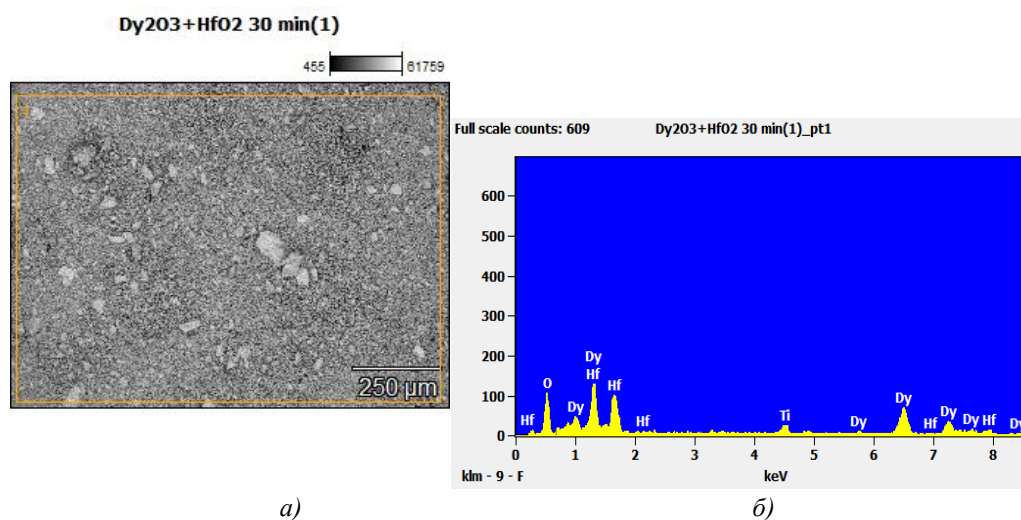 Dy2O3+HfO2 30 min(1)
455 61759
1
250 µm
Full scale counts: 609 Dy2O3+HfO2 30 min(1)_pt1
600
500
400
300
200
100
0
Dy
Hf
O
Hf
Dy
Hf
Hf
Ti
Dy
Dy
Hf
Dy
Dy
Hf
Dy
0 1 2 3 4 5 6 7 8
klm - 9 - F keV
а) б)